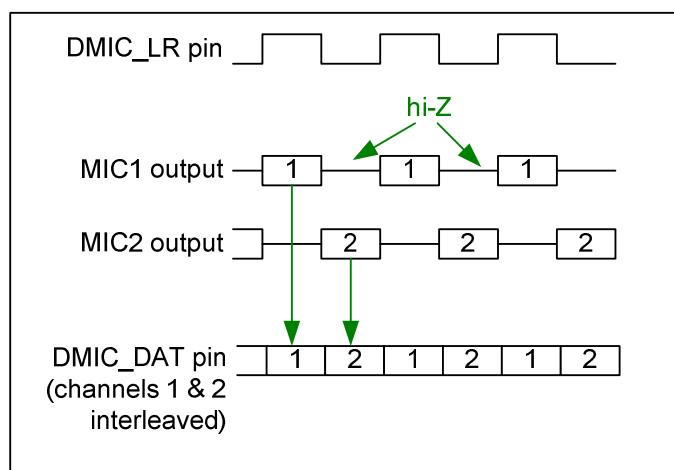 DMIC_LR pin
hi-Z
MIC1 output 1 1 1
MIC2 output 2 2 2
DMIC_DAT pin 1 2 1 2 1 2
(channels 1 & 2
interleaved)